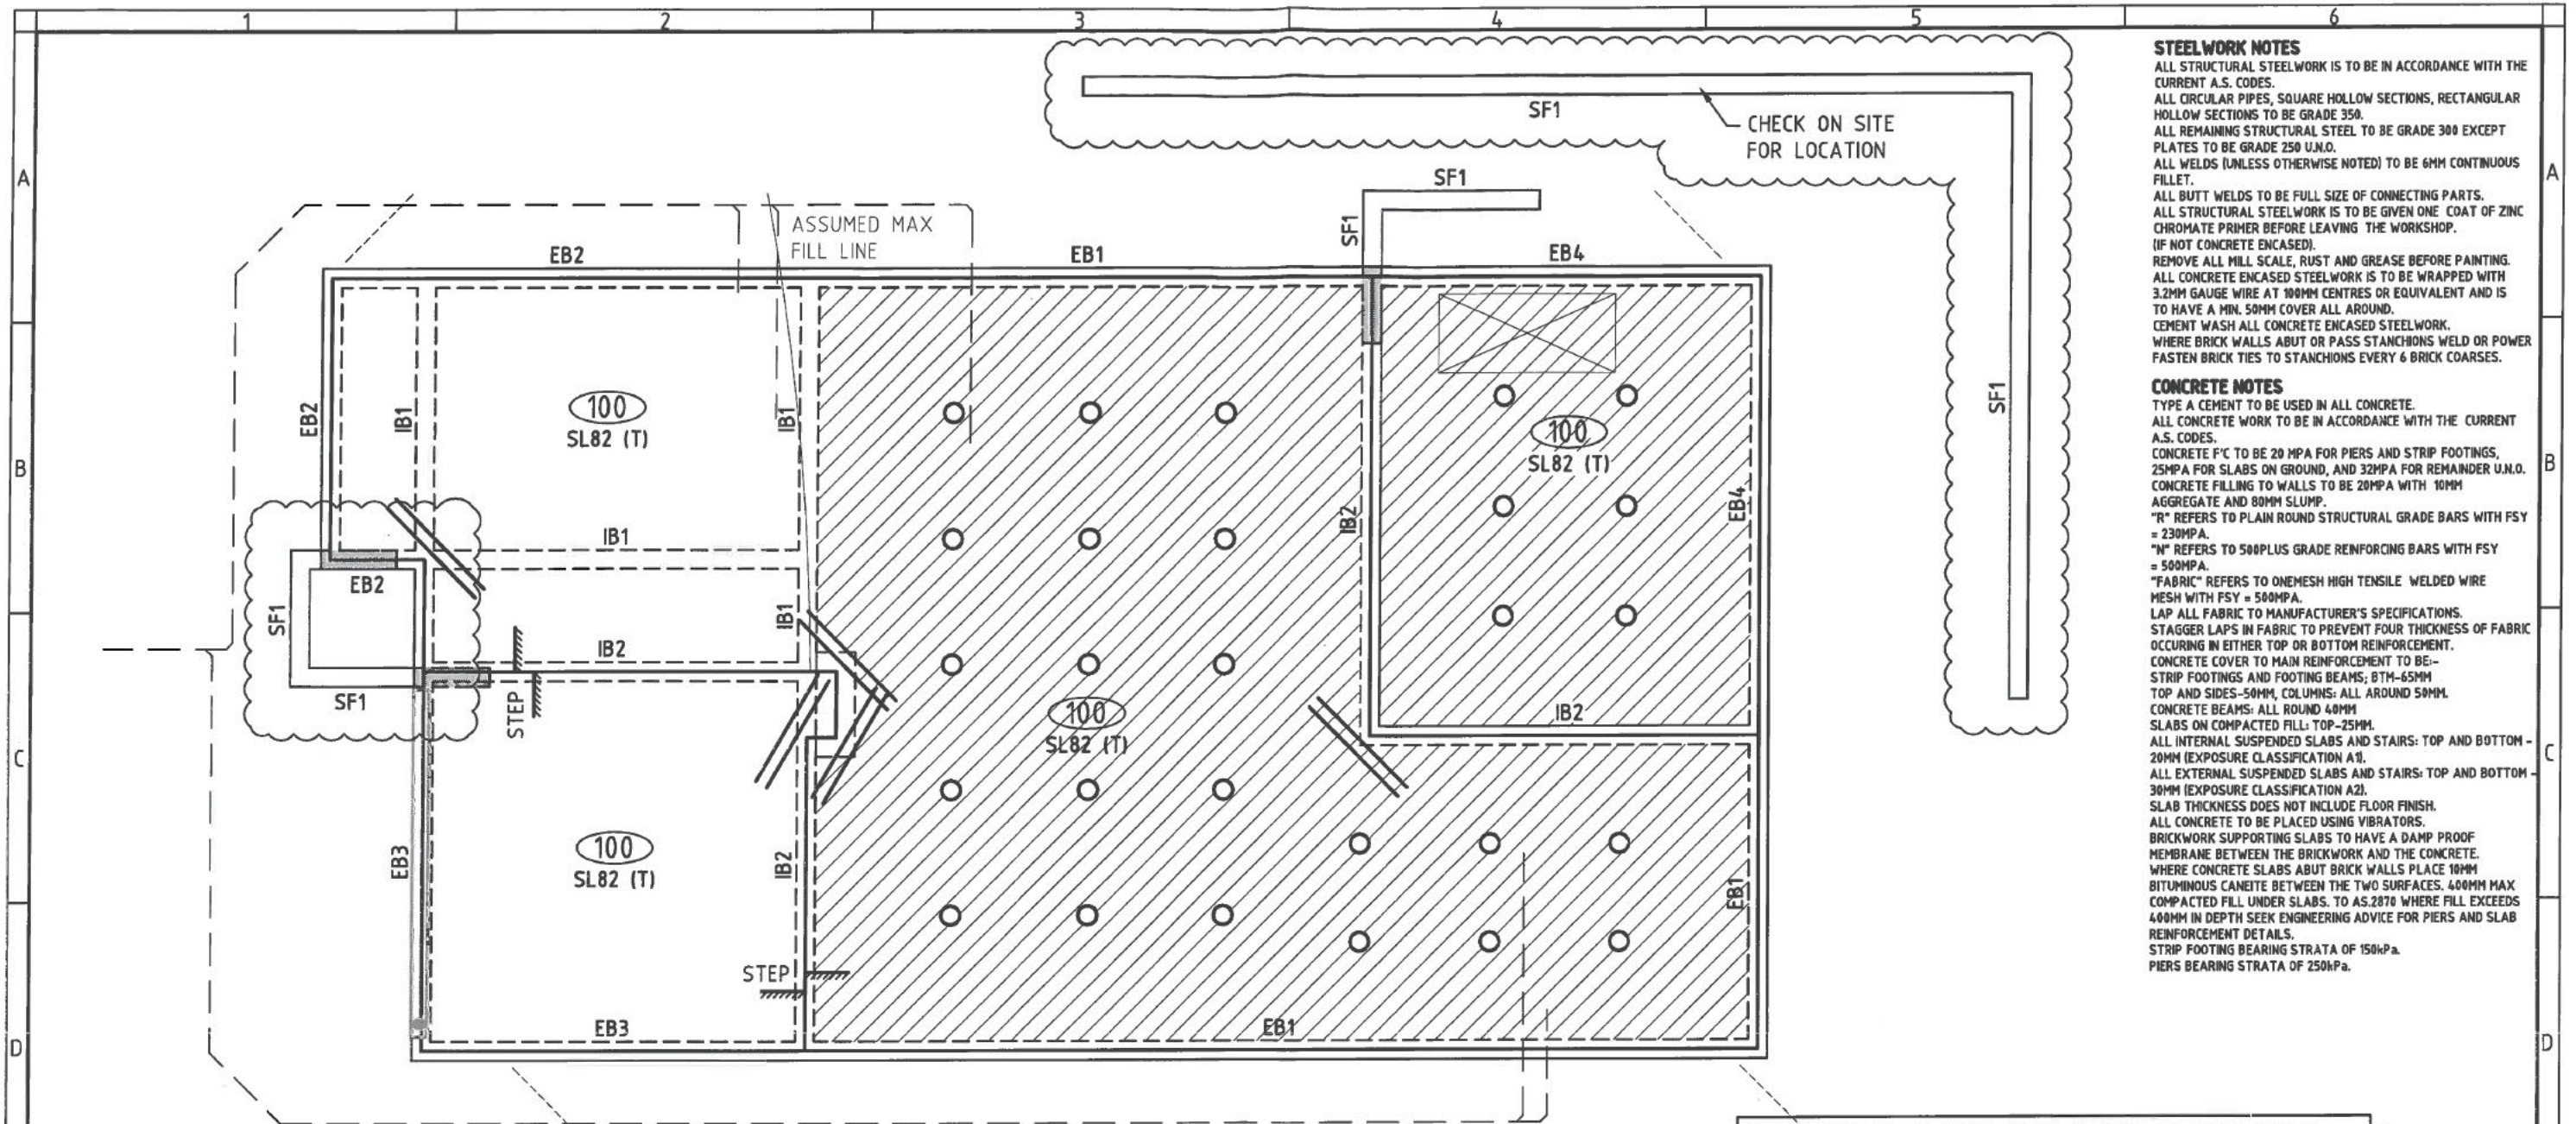 1 2 3 4 5 6
A
B
C
D
A
B
C
D
SF1
CHECK ON SITE
FOR LOCATION
SF1
SF1
SF1
ASSUMED MAX
FILL LINE
EB2
EB1
EB4
EB2
IB1
100
SL82 (T)
IB1
100
SL82 (T)
IB2
EB4
IB1
EB2
SF1
IB1
IB2
SF1
STEP
100
SL82 (T)
IB2
EB3
100
SL82 (T)
IB2
EB1
STEP
EB3
EB1
STEELWORK NOTES
ALL STRUCTURAL STEELWORK IS TO BE IN ACCORDANCE WITH THE
CURRENT A.S. CODES.
ALL CIRCULAR PIPES, SQUARE HOLLOW SECTIONS, RECTANGULAR
HOLLOW SECTIONS TO BE GRADE 350.
ALL REMAINING STRUCTURAL STEEL TO BE GRADE 300 EXCEPT
PLATES TO BE GRADE 250 U.N.O.
ALL WELDS (UNLESS OTHERWISE NOTED) TO BE 6MM CONTINUOUS
FILLET.
ALL BUTT WELDS TO BE FULL SIZE OF CONNECTING PARTS.
ALL STRUCTURAL STEELWORK IS TO BE GIVEN ONE COAT OF ZINC
CHROMATE PRIMER BEFORE LEAVING THE WORKSHOP.
(IF NOT CONCRETE ENCASED).
REMOVE ALL MILL SCALE, RUST AND GREASE BEFORE PAINTING.
ALL CONCRETE ENCASED STEELWORK IS TO BE WRAPPED WITH
3.2MM GAUGE WIRE AT 100MM CENTRES OR EQUIVALENT AND IS
TO HAVE A MIN. 50MM COVER ALL AROUND.
CEMENT WASH ALL CONCRETE ENCASED STEELWORK.
WHERE BRICK WALLS ABUT OR PASS STANCHIONS WELD OR POWER
FASTEN BRICK TIES TO STANCHIONS EVERY 6 BRICK COARSES.
CONCRETE NOTES
TYPE A CEMENT TO BE USED IN ALL CONCRETE.
ALL CONCRETE WORK TO BE IN ACCORDANCE WITH THE CURRENT
A.S. CODES.
CONCRETE F'C TO BE 20 MPA FOR PIERS AND STRIP FOOTINGS,
25MPA FOR SLABS ON GROUND, AND 32MPA FOR REMAINDER U.N.O.
CONCRETE FILLING TO WALLS TO BE 20MPA WITH 10MM
AGGREGATE AND 80MM SLUMP.
"R" REFERS TO PLAIN ROUND STRUCTURAL GRADE BARS WITH FSY
= 230MPA.
"N" REFERS TO 500PLUS GRADE REINFORCING BARS WITH FSY
= 500MPA.
"FABRIC" REFERS TO ONEMESH HIGH TENSILE WELDED WIRE
MESH WITH FSY = 500MPA.
LAP ALL FABRIC TO MANUFACTURER'S SPECIFICATIONS.
STAGGER LAPS IN FABRIC TO PREVENT FOUR THICKNESS OF FABRIC
OCCURING IN EITHER TOP OR BOTTOM REINFORCEMENT.
CONCRETE COVER TO MAIN REINFORCEMENT TO BE:-
STRIP FOOTINGS AND FOOTING BEAMS; BTM-65MM
TOP AND SIDES-50MM, COLUMNS: ALL AROUND 50MM.
CONCRETE BEAMS: ALL ROUND 40MM
SLABS ON COMPACTED FILL: TOP-25MM.
ALL INTERNAL SUSPENDED SLABS AND STAIRS: TOP AND BOTTOM -
20MM (EXPOSURE CLASSIFICATION A1).
ALL EXTERNAL SUSPENDED SLABS AND STAIRS: TOP AND BOTTOM -
30MM (EXPOSURE CLASSIFICATION A2).
SLAB THICKNESS DOES NOT INCLUDE FLOOR FINISH.
ALL CONCRETE TO BE PLACED USING VIBRATORS.
BRICKWORK SUPPORTING SLABS TO HAVE A DAMP PROOF
MEMBRANE BETWEEN THE BRICKWORK AND THE CONCRETE.
WHERE CONCRETE SLABS ABUT BRICK WALLS PLACE 10MM
BITUMINOUS CANEITE BETWEEN THE TWO SURFACES. 400MM MAX
COMPACTED FILL UNDER SLABS. TO AS.2870 WHERE FILL EXCEEDS
400MM IN DEPTH SEEK ENGINEERING ADVICE FOR PIERS AND SLAB
REINFORCEMENT DETAILS.
STRIP FOOTING BEARING STRATA OF 150kPa.
PIERS BEARING STRATA OF 250kPa.
SF1
IB1
IB2